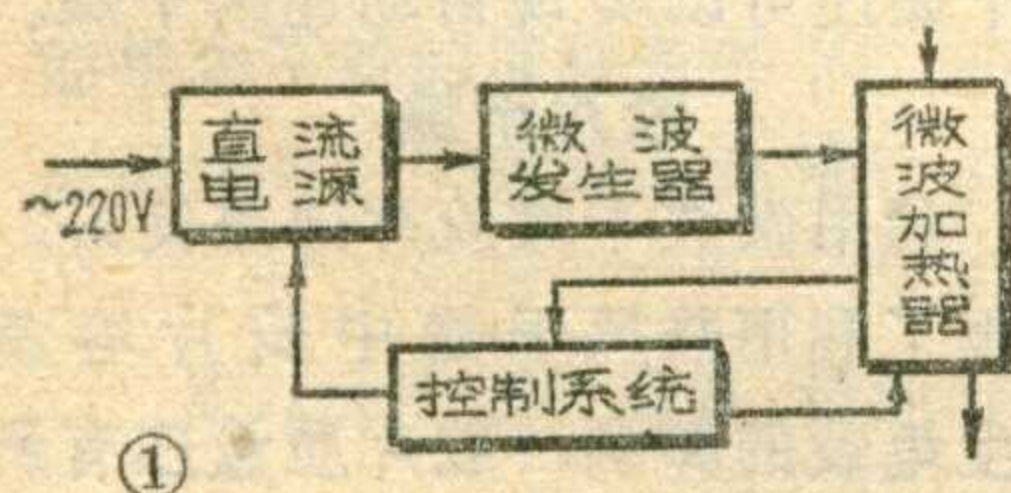 直流
电源
~220V
微波
发生器
微
波
加
热
器
控制系统
①